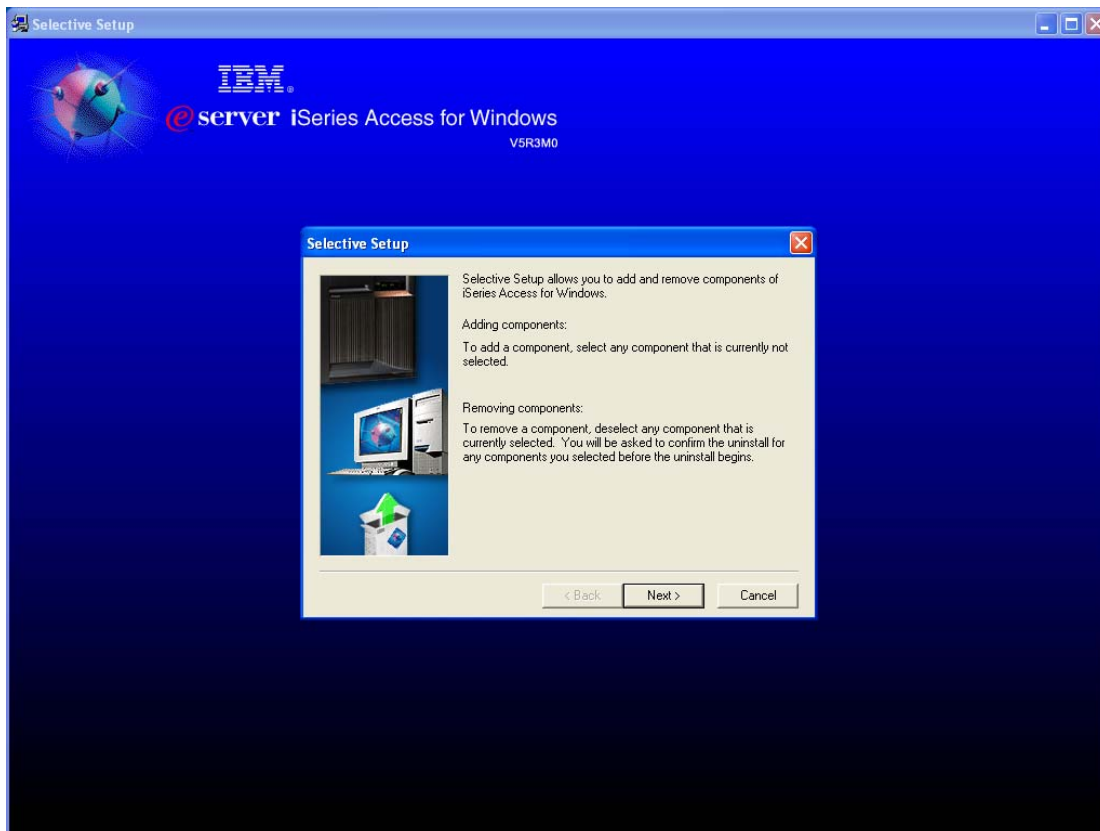 Selective Setup
IBM.
e server iSeries Access for Windows
V5R3M0
Selective Setup
Selective Setup allows you to add and remove components of
iSeries Access for Windows.
Adding components:
To add a component, select any component that is currently not
selected.
Removing components:
To remove a component, deselect any component that is
currently selected. You will be asked to confirm the uninstall for
any components you selected before the uninstall begins.
< Back
Next >
Cancel